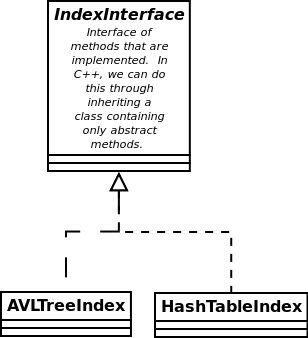 IndexInterface
Interface of
methods that are
implemented. In
C++, we can do
this through
inheriting a
class containing
only abstract
methods.
AVLTreeIndex
HashTableIndex